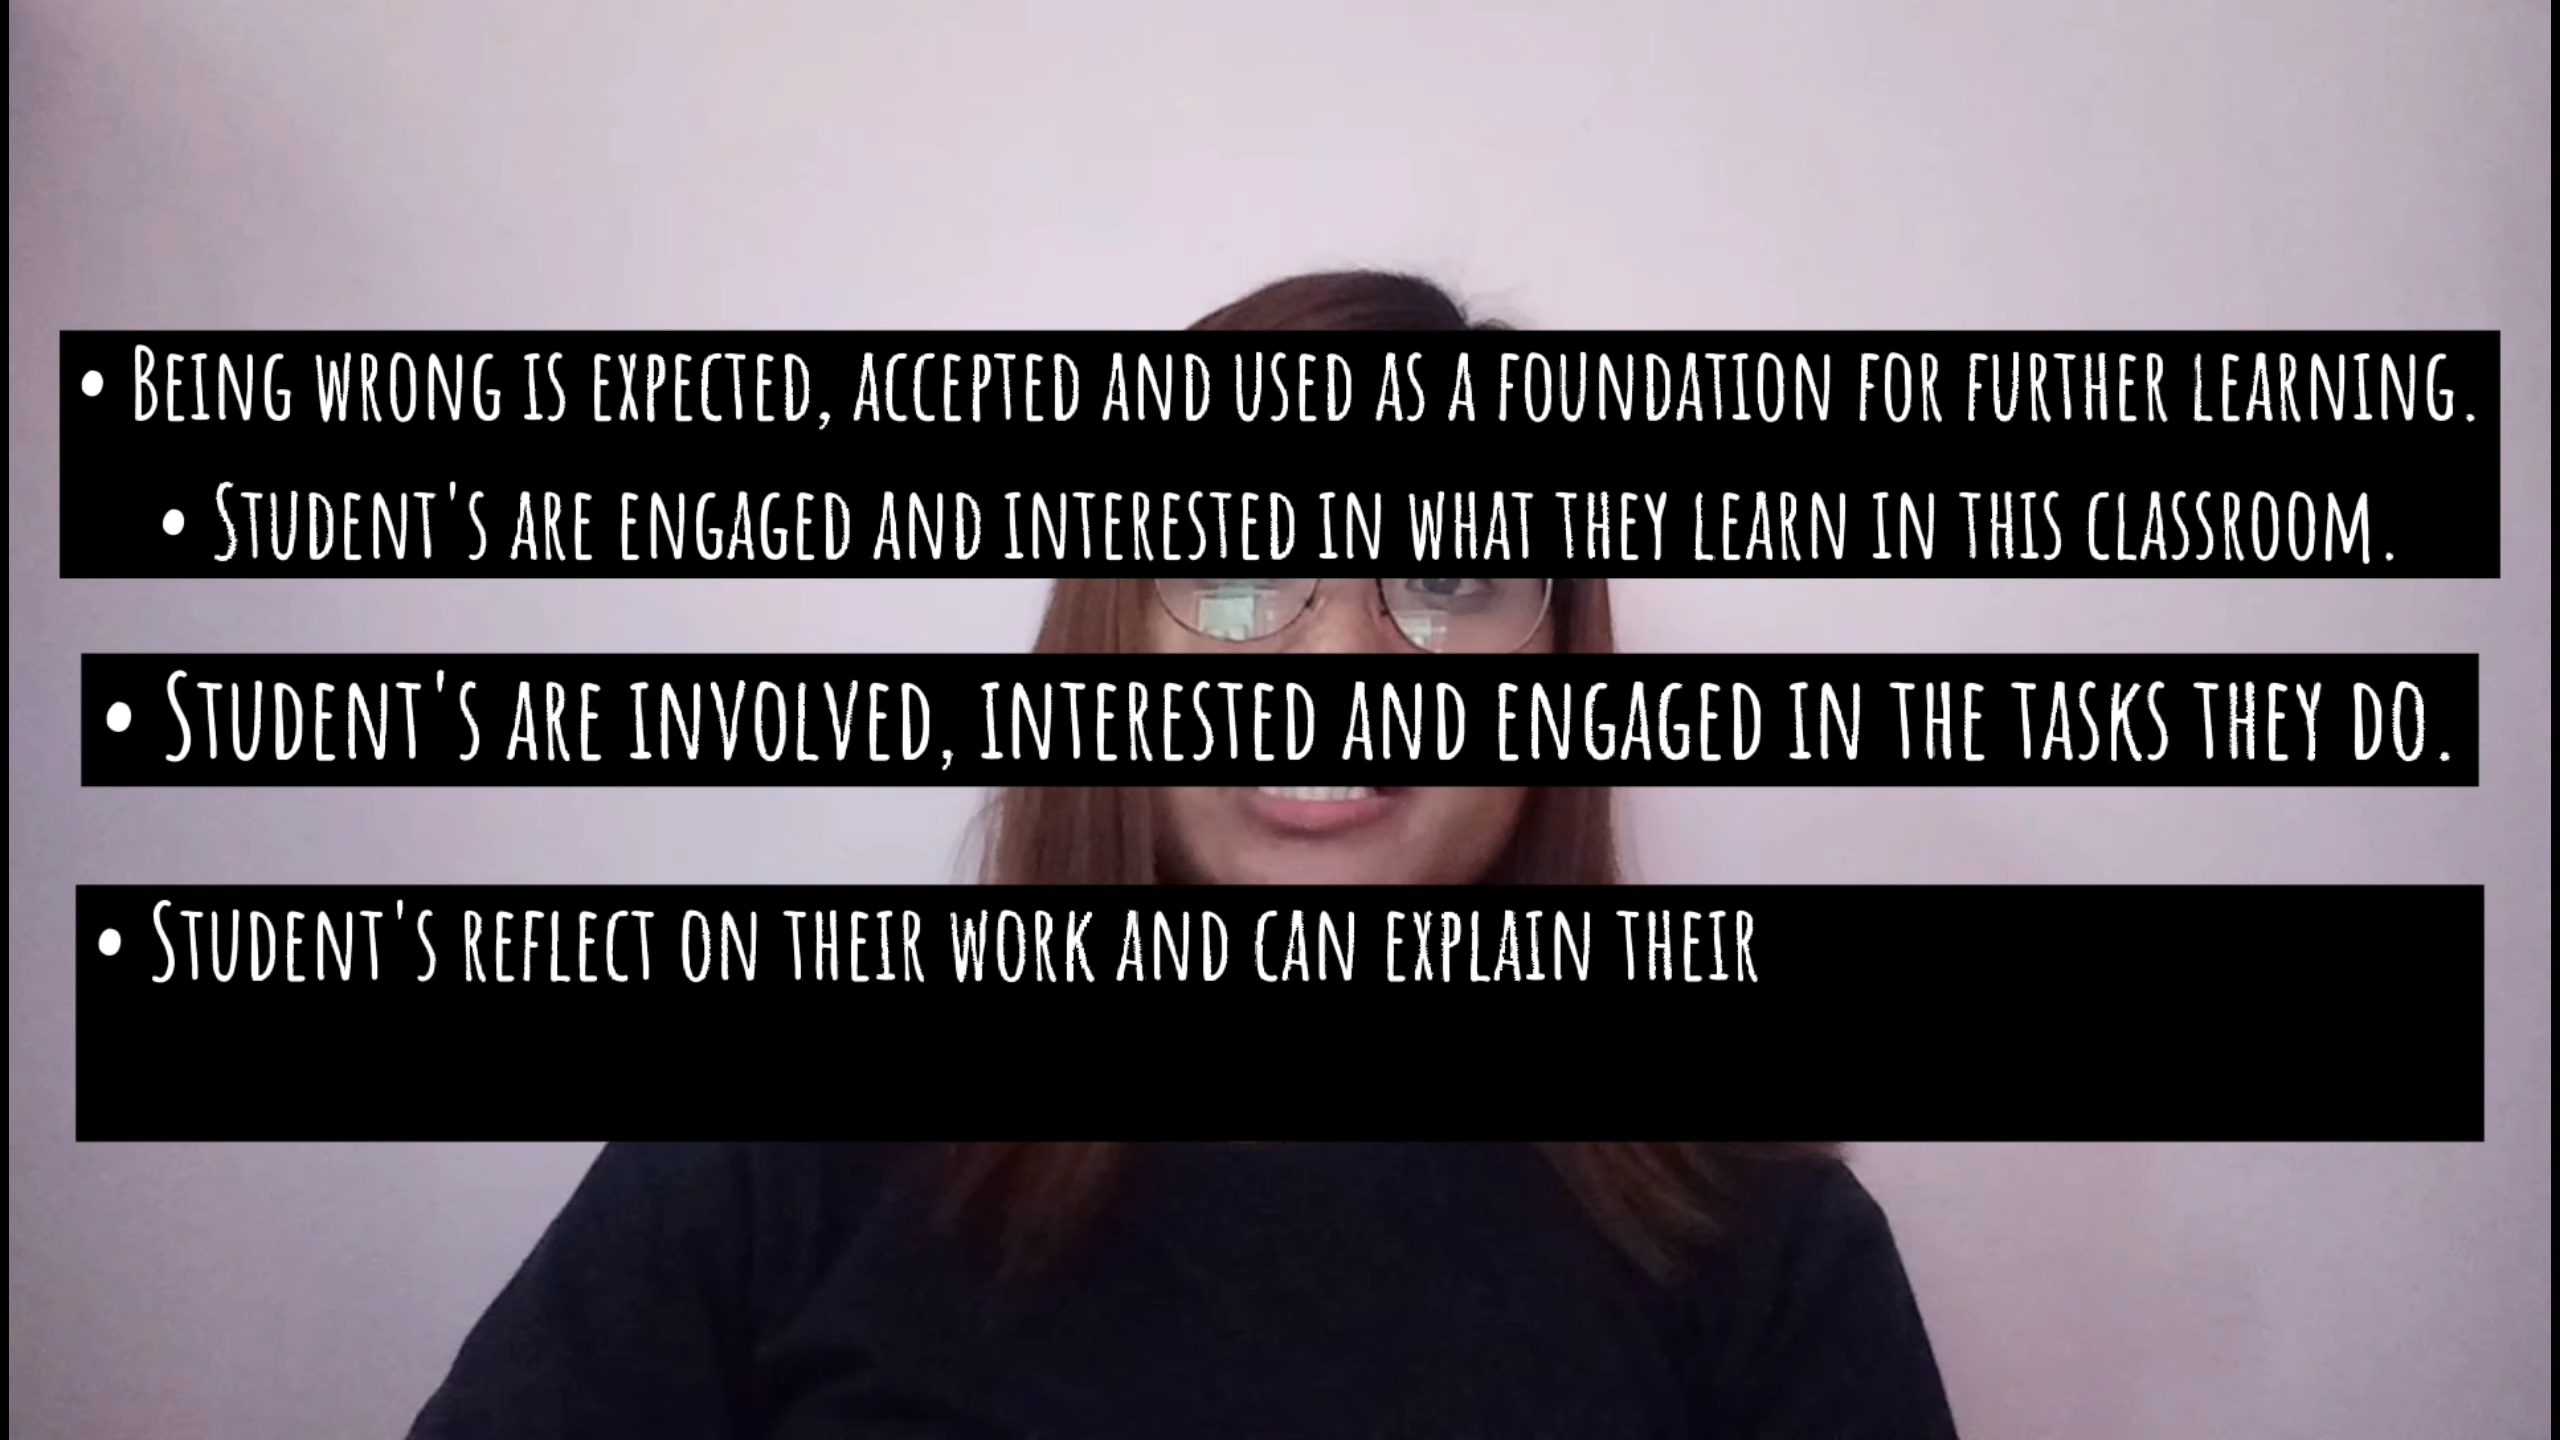 • Being wrong is expected, accepted and used as a foundation for further learning.
• Student's are engaged and interested in what they learn in this classroom.
• Student's are involved, interested and engaged in the tasks they do.
• Student's reflect on their work and can explain their